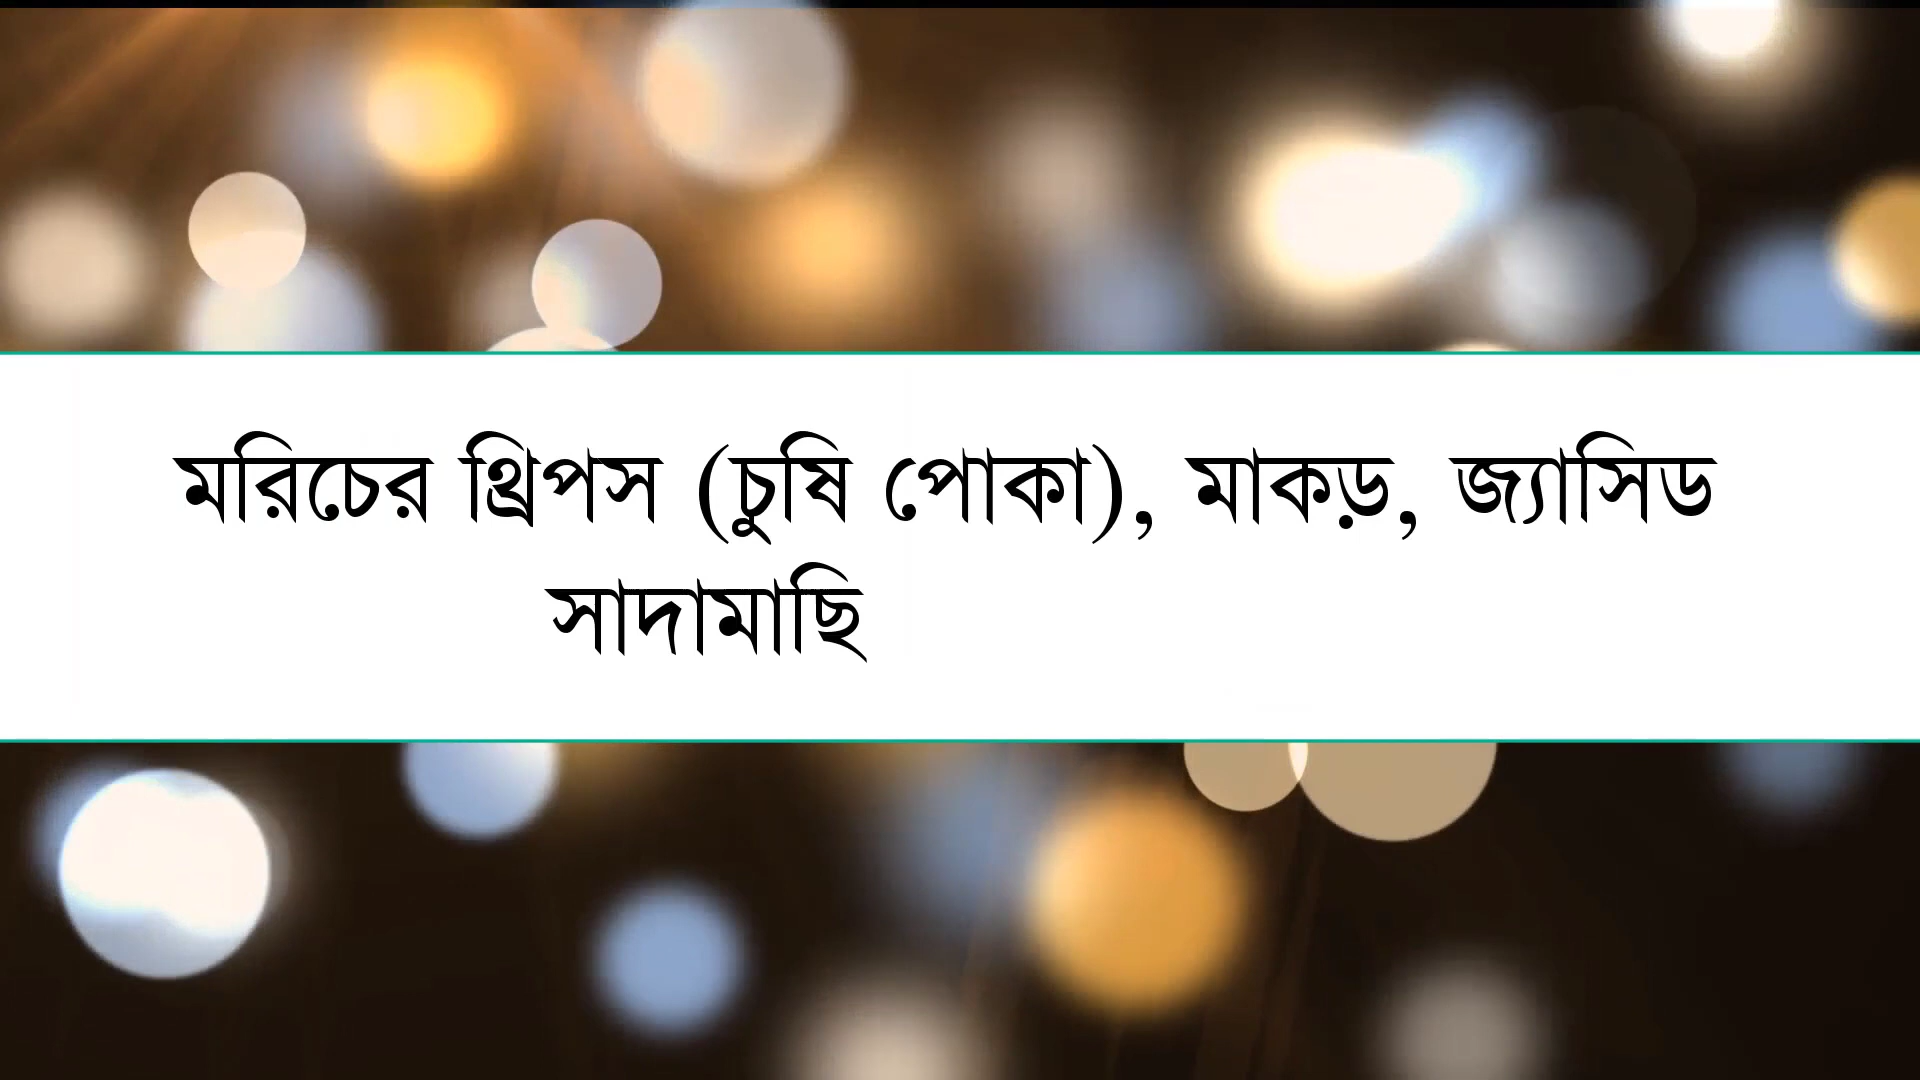 মরিচের থ্রিপস (চুষি পোকা), মাকড়, জ্যাসিড
সাদামাছি